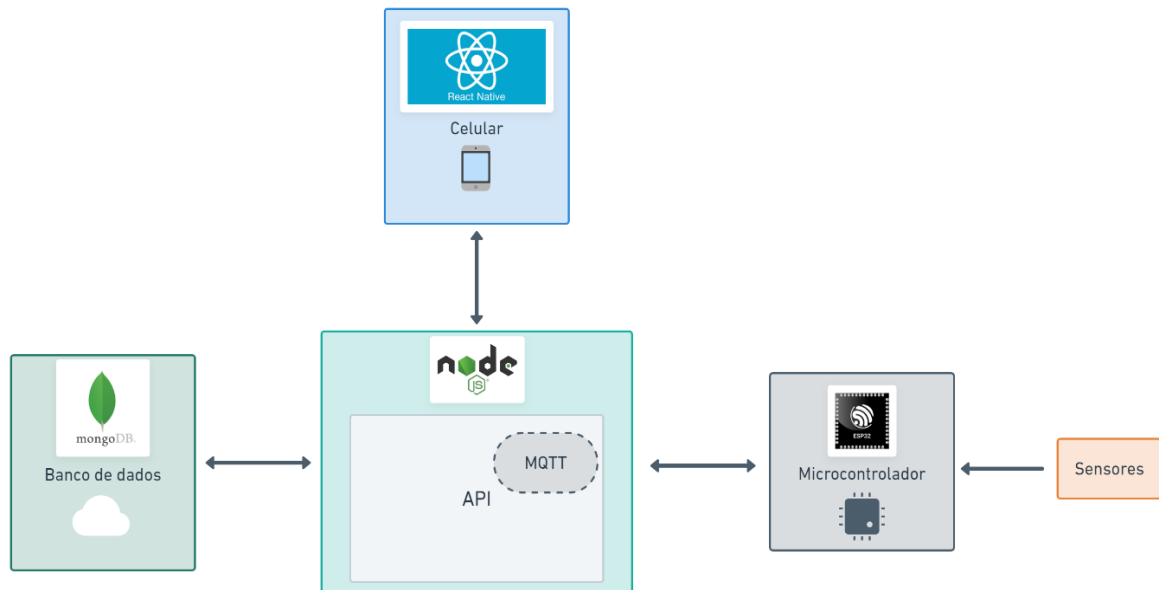 React Native
Celular
node
JS
mongoDB.
Banco de dados
MQTT
API
ESP32
Microcontrolador
Sensores